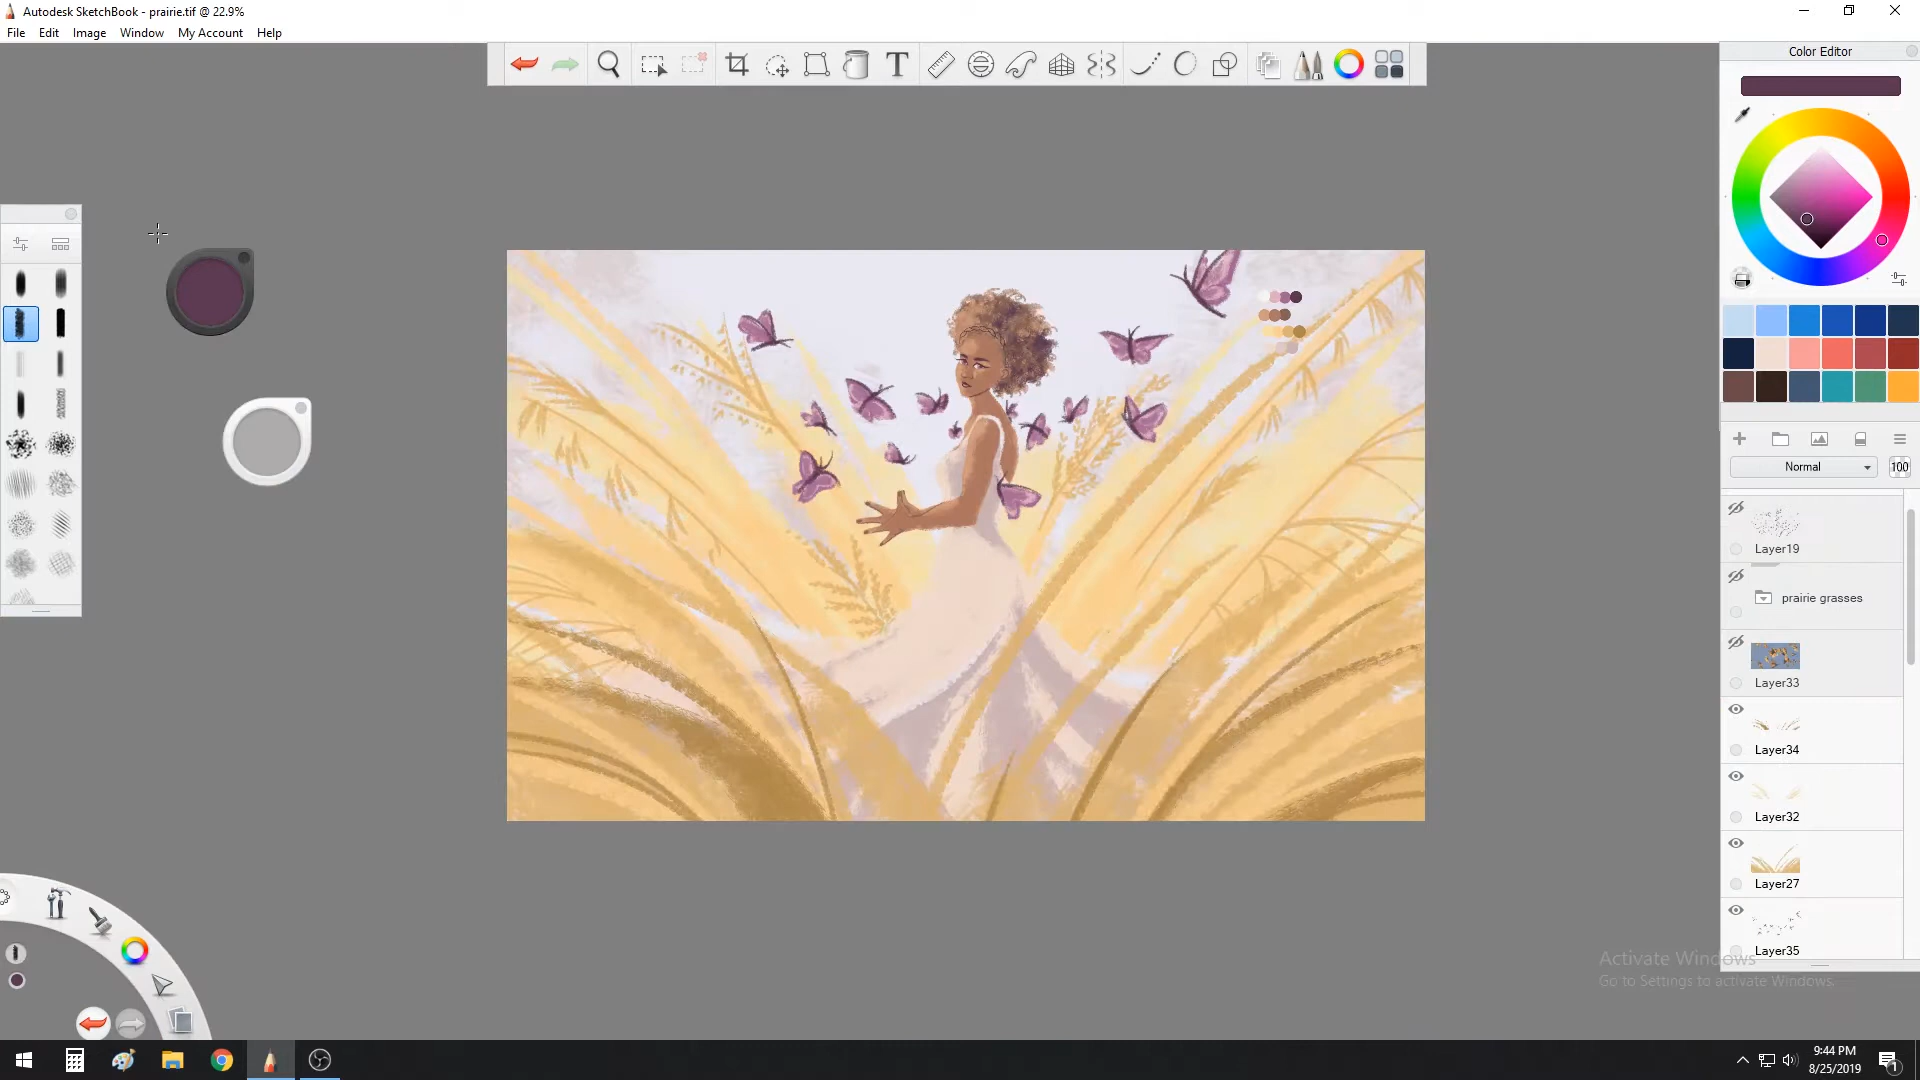 Autodesk SketchBook - prairie.tif @ 22.9%
File Edit Image Window My Account Help
T
Color Editor
Normal 100
Layer19
prairie grasses
Layer33
Layer34
Layer32
Layer27
Layer35
Activate Windows
Go to Settings to activate Windows.
9:44 PM
8/25/2019
1